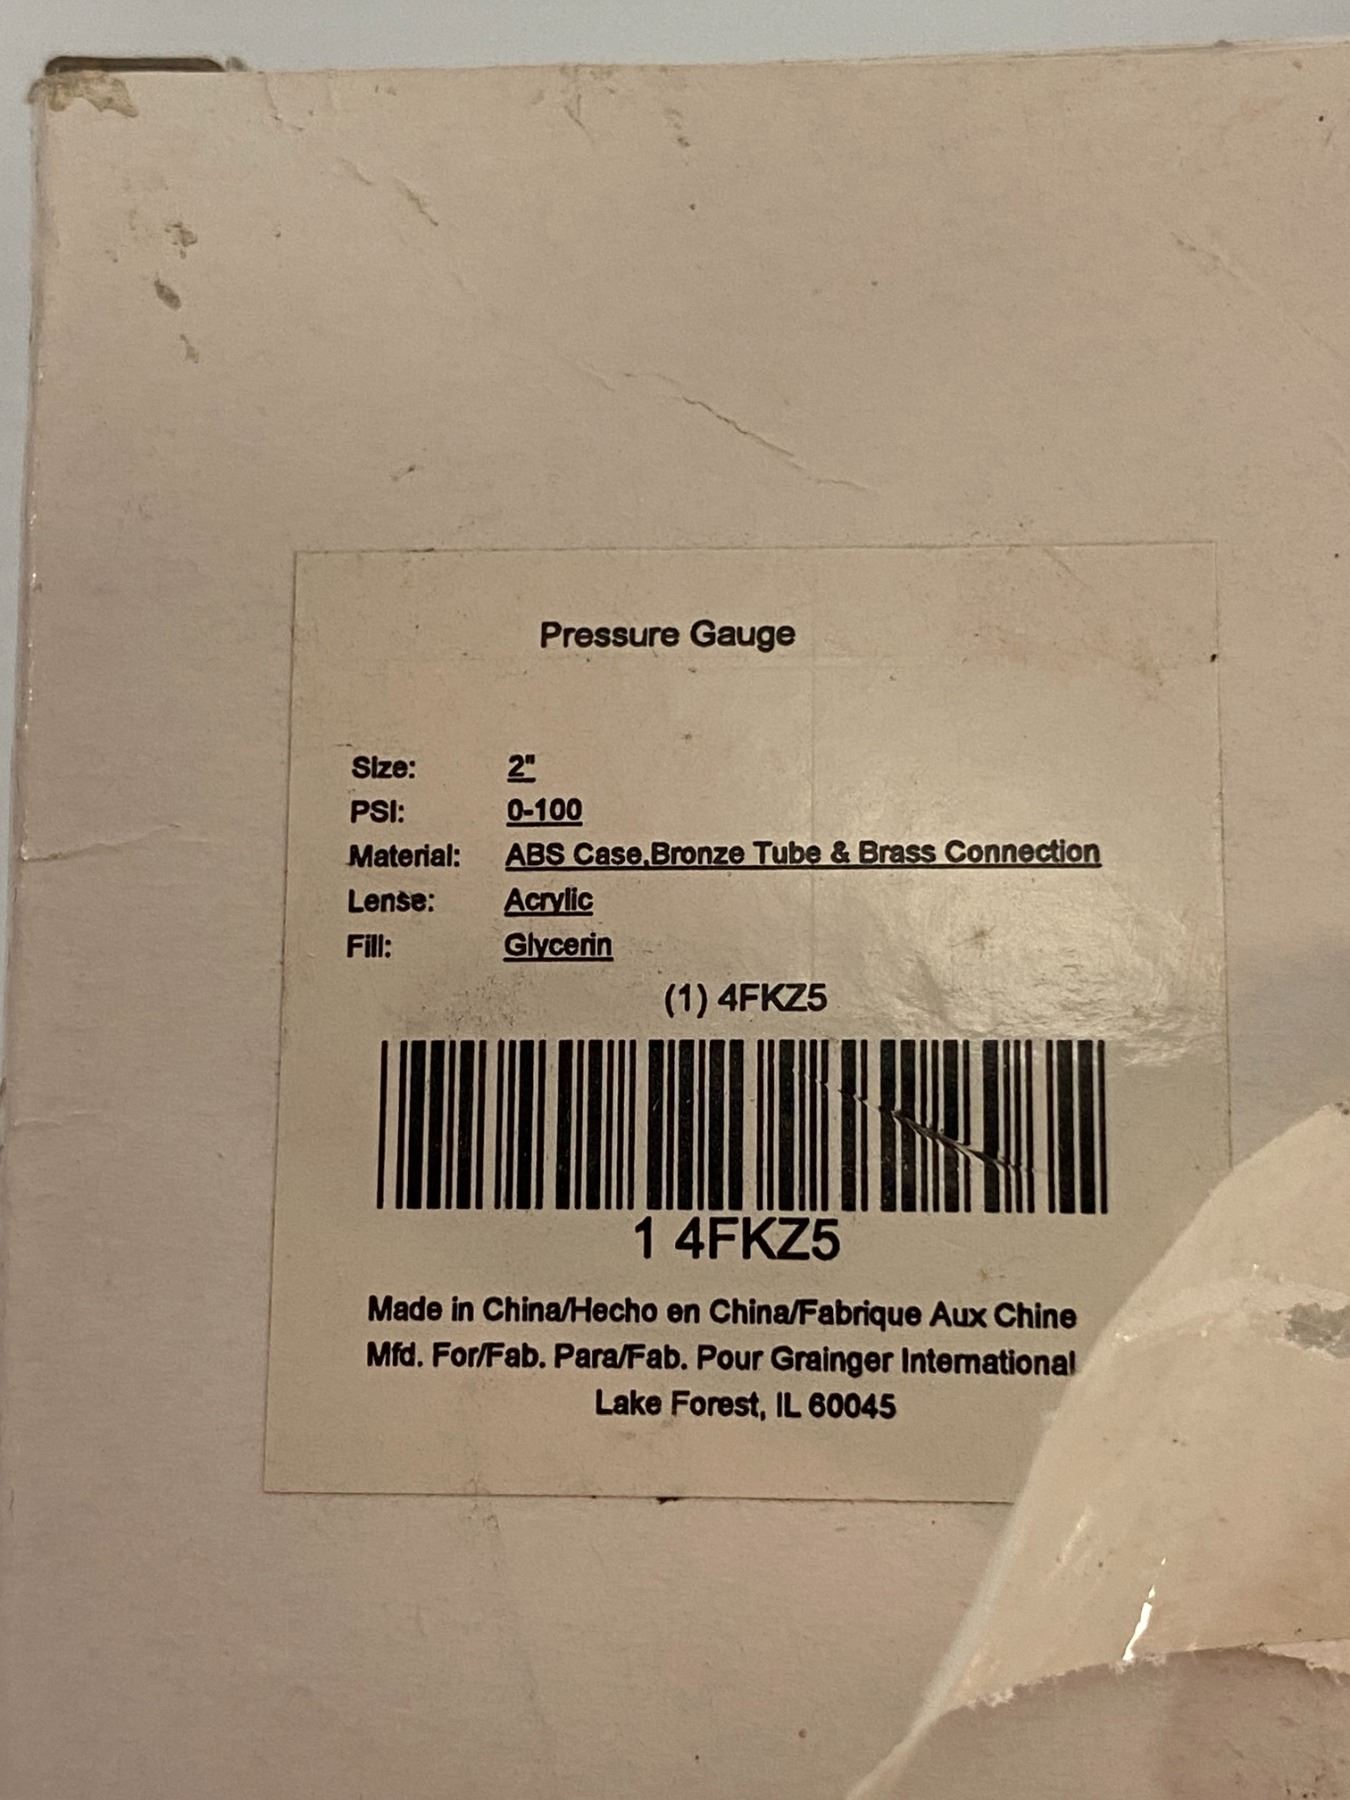 Pressure Gauge
Size: 2"
PSI: 0-100
Material: ABS Case,Bronze Tube & Brass Connection
Lense: Acrylic
Fill: Glycerin
(1) 4FKZ5
1 4FKZ5
Made in China/Hecho en China/Fabrique Aux Chine
Mfd. For/Fab. Para/Fab. Pour Grainger International
Lake Forest, IL 60045